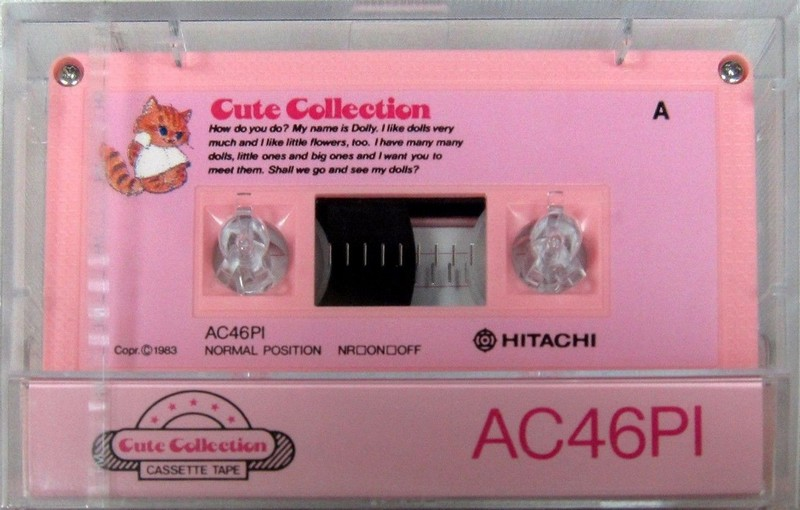 Cute Collection
A
How do you do? My name is Dolly. I like dolls very
much and I like little flowers, too. I have many many
dolls, little ones and big ones and I want you to
meet them. Shall we go and see my dolls?
AC46PI
Copr.©1983 NORMAL POSITION NR□ON□OFF
HITACHI
Cute Collection
CASSETTE TAPE
AC46PI